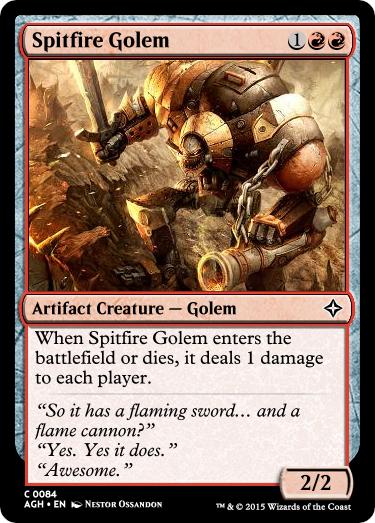 Spitfire Golem 1
Artifact Creature — Golem
When Spitfire Golem enters the
battlefield or dies, it deals 1 damage
to each player.
“So it has a flaming sword… and a
flame cannon?”
“Yes. Yes it does.”
“Awesome.”
2/2
C 0084
AGH • EN Nestor Ossandon
™ & © 2015 Wizards of the Coast